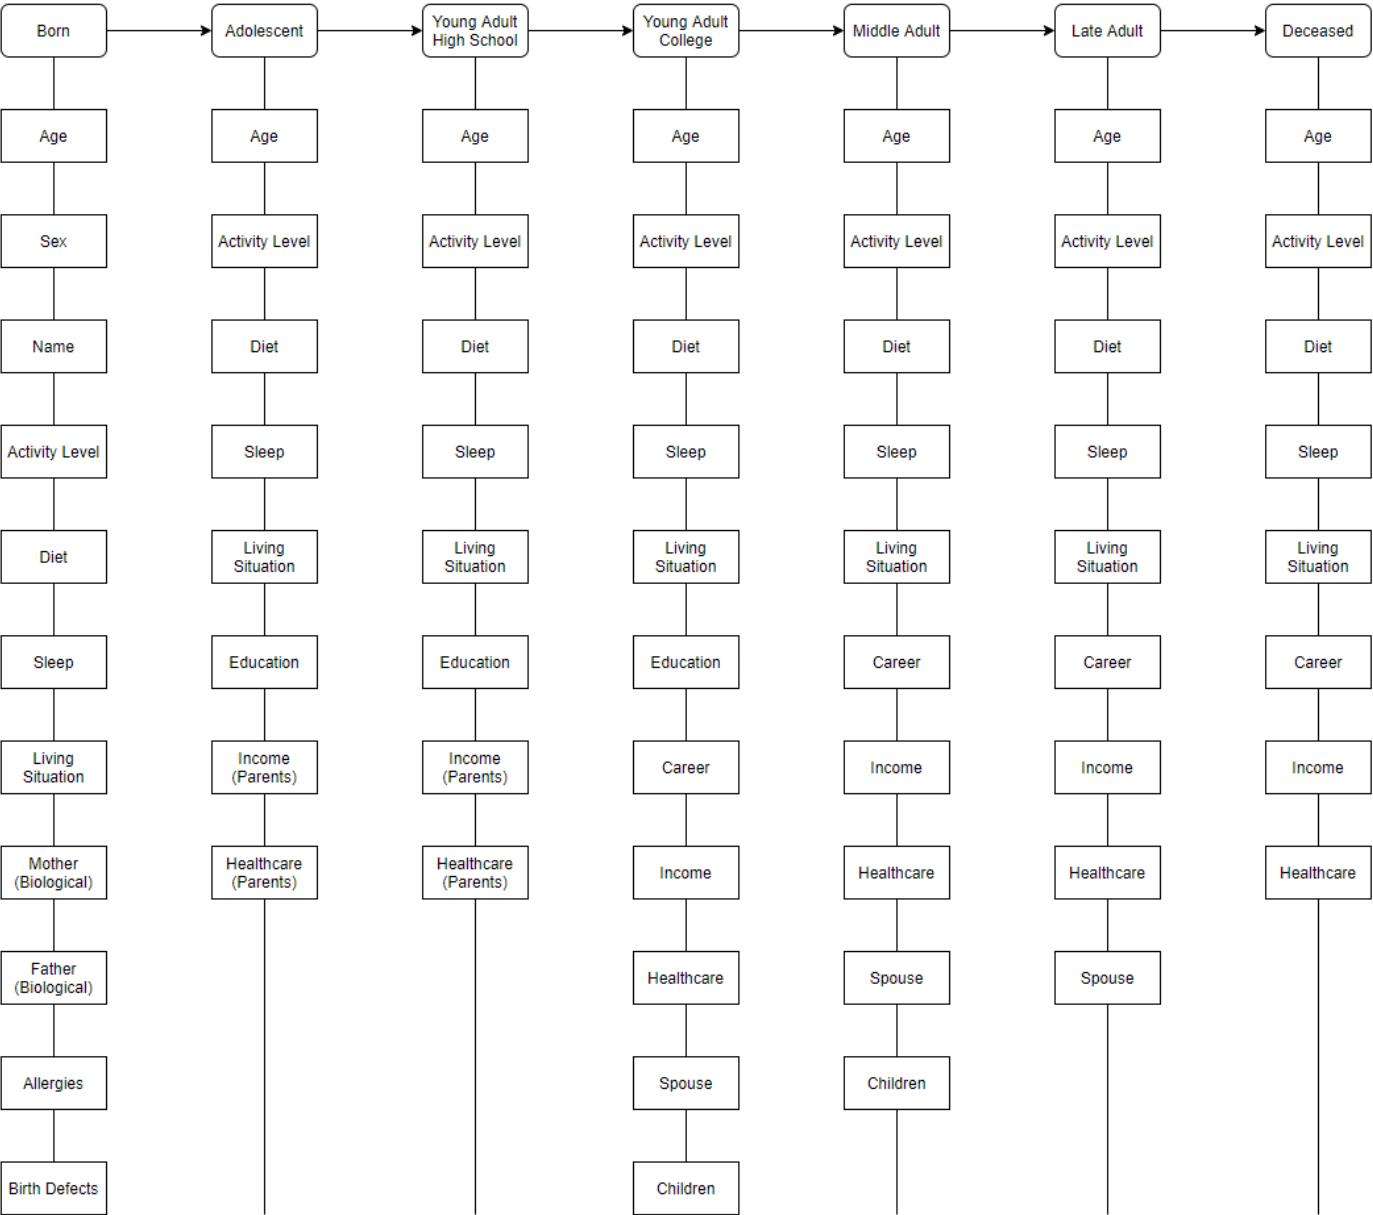 Born
Adolescent
Young Adult
High School
Young Adult
College
Middle Adult
Late Adult
Deceased
Age
Age
Age
Age
Age
Age
Age
Sex
Activity Level
Activity Level
Activity Level
Activity Level
Activity Level
Activity Level
Name
Diet
Diet
Diet
Diet
Diet
Diet
Activity Level
Sleep
Sleep
Sleep
Sleep
Sleep
Sleep
Diet
Living
Situation
Living
Situation
Living
Situation
Living
Situation
Living
Situation
Living
Situation
Sleep
Education
Education
Education
Career
Career
Career
Living
Situation
Income
(Parents)
Income
(Parents)
Career
Income
Income
Income
Mother
(Biological)
Healthcare
(Parents)
Healthcare
(Parents)
Income
Healthcare
Healthcare
Healthcare
Father
(Biological)
Healthcare
Spouse
Spouse
Allergies
Spouse
Children
Birth Defects
Children